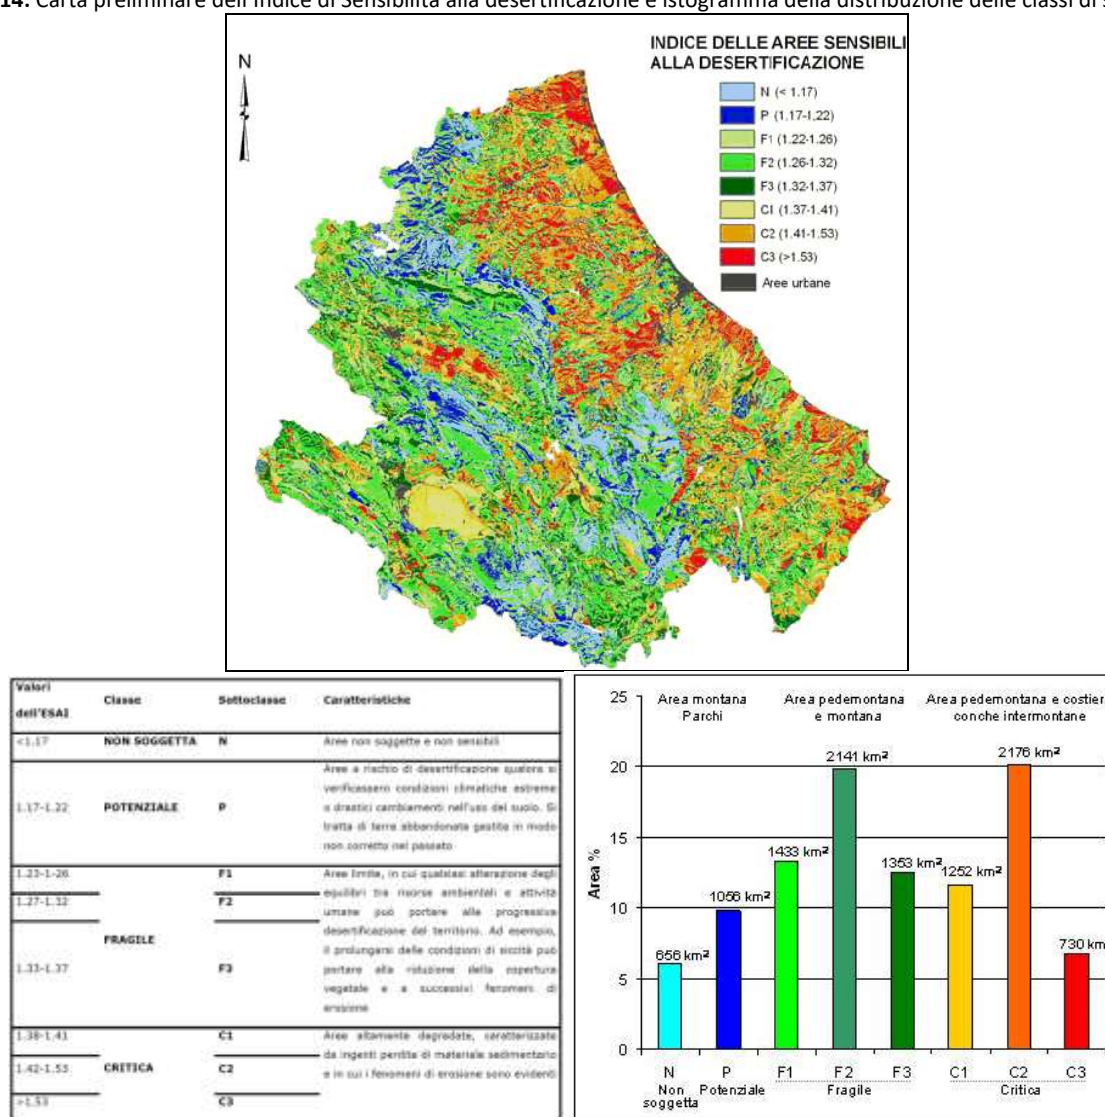 14. Carta preliminare dell'Indice di Sensibilità alla desertificazione e istogramma della distribuzione delle classi di
INDICE DELLE AREE SENSIBILI
ALLA DESERTIFICAZIONE
N
N (< 1.17)
P (1.17-1.22)
F1 (1.22-1.26)
F2 (1.26-1.32)
F3 (1.32-1.37)
C1 (1.37-1.41)
C2 (1.41-1.53)
C3 (>1.53)
Aree urbane
Valori
dell'ESAI
Classe
Sottoclasse
Caratteristiche
<1.17
NON SOGGETTA
N
Aree non soggette e non sensibili
1.17-1.22
POTENZIALE
P
Aree a rischio di desertificazione qualora si
verificassero condizioni climatiche estreme
o drastici cambiamenti nell'uso del suolo. Si
tratta di terre abbandonate gestite in modo
non corretto nel passato
1.23-1-26
F1
1.27-1.32
F2
FRAGILE
1.33-1.37
F3
Aree limite, in cui qualsiasi alterazione degli
equilibri tra risorse ambientali e attività
umane può portare alla progressiva
desertificazione del territorio. Ad esempio,
il prolungarsi delle condizioni di siccità può
portare alla riduzione della copertura
vegetale e a successivi fenomeni di
erosione
1.38-1.41
C1
1.42-1.53
CRITICA
C2
>1.53
C3
Aree altamente degradate, caratterizzate
da ingenti perdite di materiale sedimentario
e in cui i fenomeni di erosione sono evidenti
Area %
25
20
15
10
5
0
Area montana
Parchi
Area pedemontana
e montana
Area pedemontana e costier
conche intermontane
656 km²
1056 km²
1433 km²
2141 km²
1353 km²
1252 km²
2176 km²
730 km
N
P
F1
F2
F3
C1
C2
C3
Non
soggetta
Potenziale
Fragile
Critica